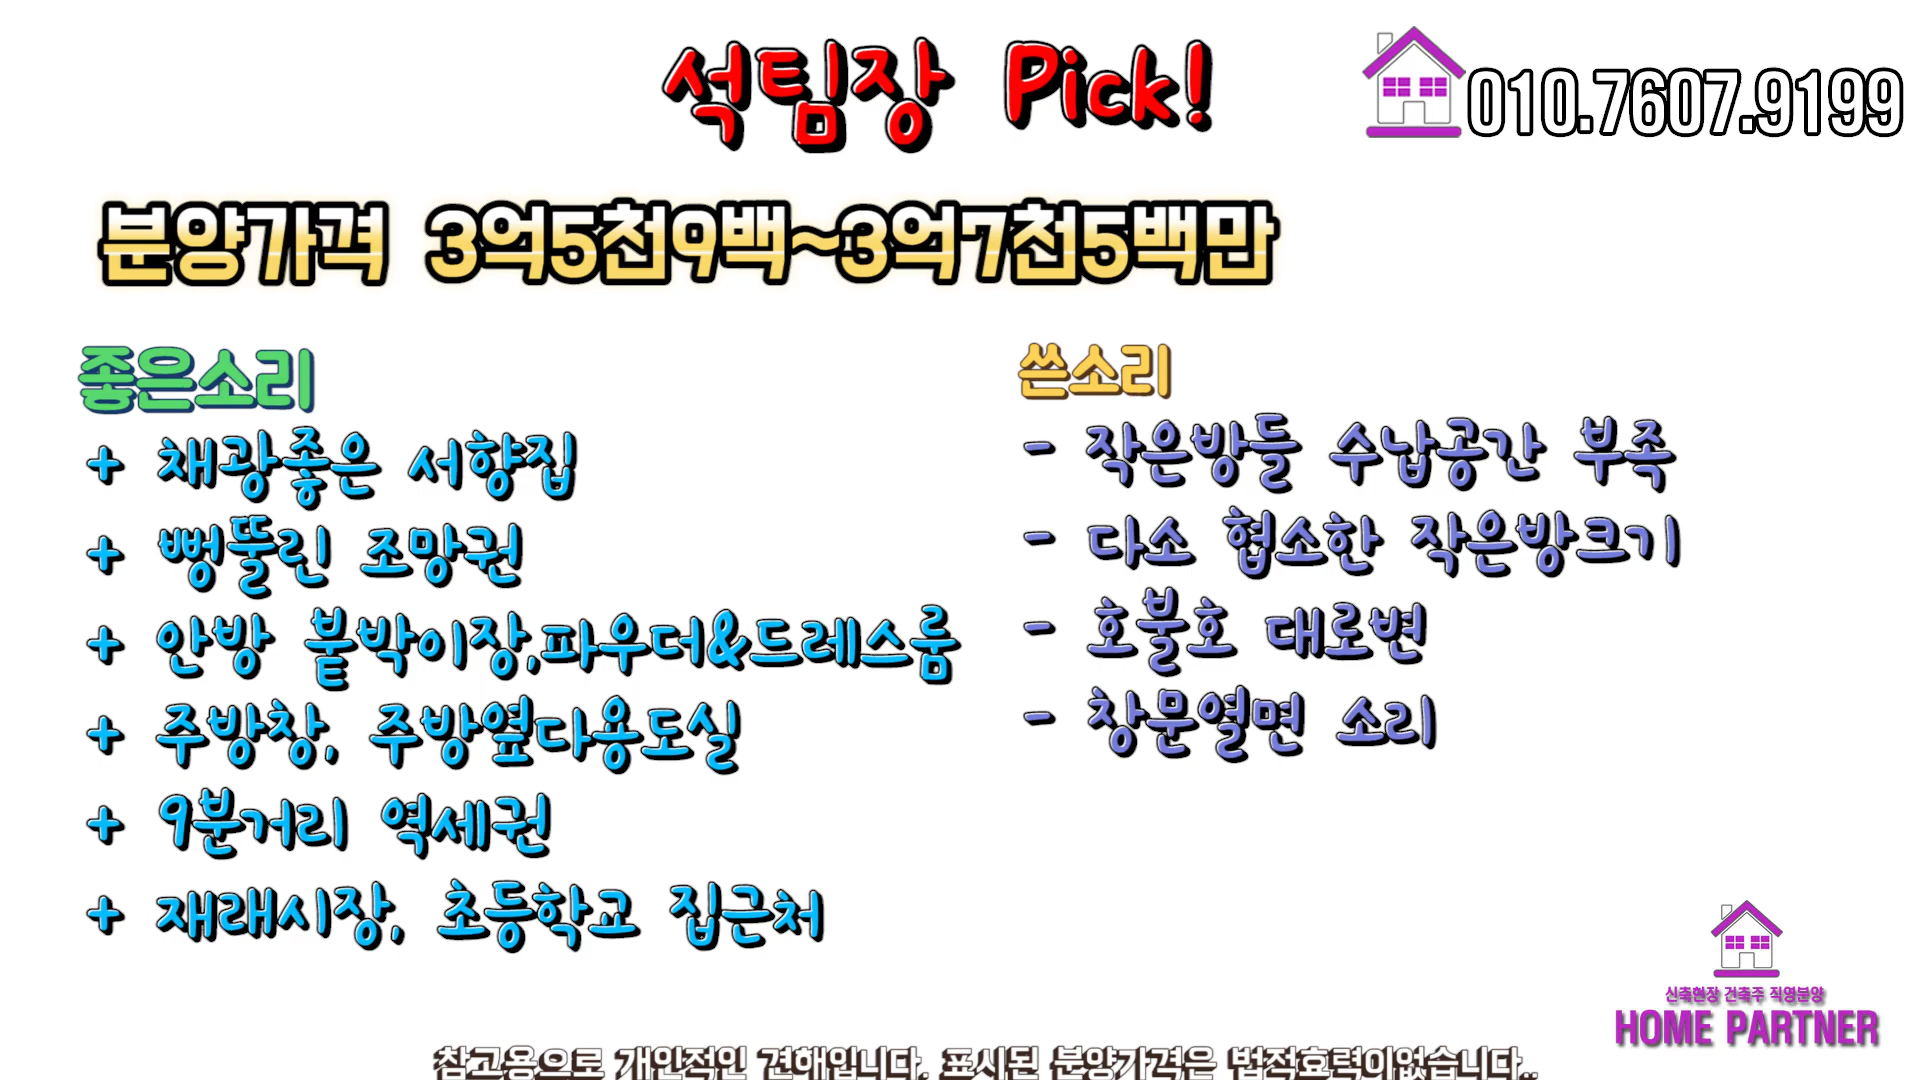 석팀장 Pick!
010.7607.9199
분양가격 3억5천9백~3억7천5백만
좋은소리
+ 채광좋은 서향집
+ 뻥뚤린 조망권
+ 안방 붙박이장,파우더&드레스룸
+ 주방창, 주방옆다용도실
+ 9분거리 역세권
+ 재래시장, 초등학교 집근처
쓴소리
- 작은방들 수납공간 부족
- 다소 협소한 작은방크기
- 호불호 대로변
- 창문열면 소리
신축현장 건축주 직영분양
HOME PARTNER
참고용으로 개인적인 견해입니다. 표시된 분양가격은 법적효력이없습니다..